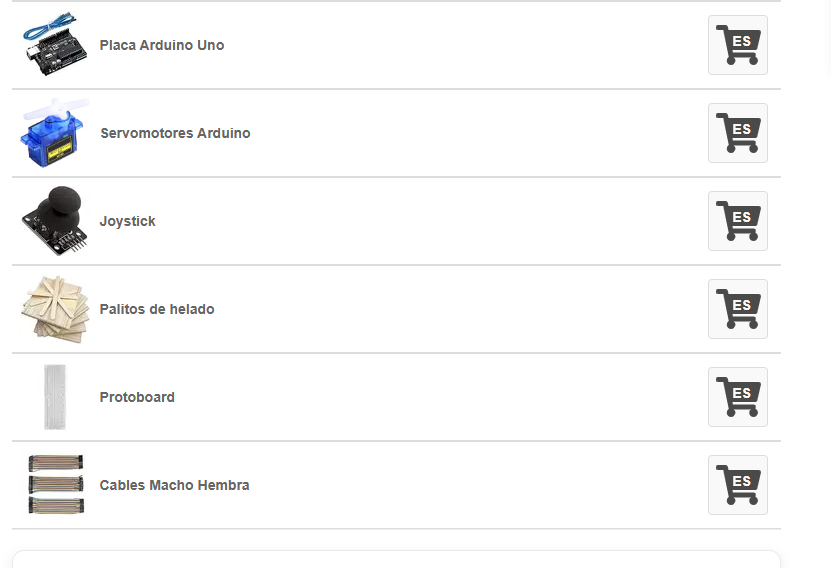 Placa Arduino Uno
ES
Servomotores Arduino
ES
Joystick
ES
Palitos de helado
ES
Protoboard
ES
Cables Macho Hembra
ES